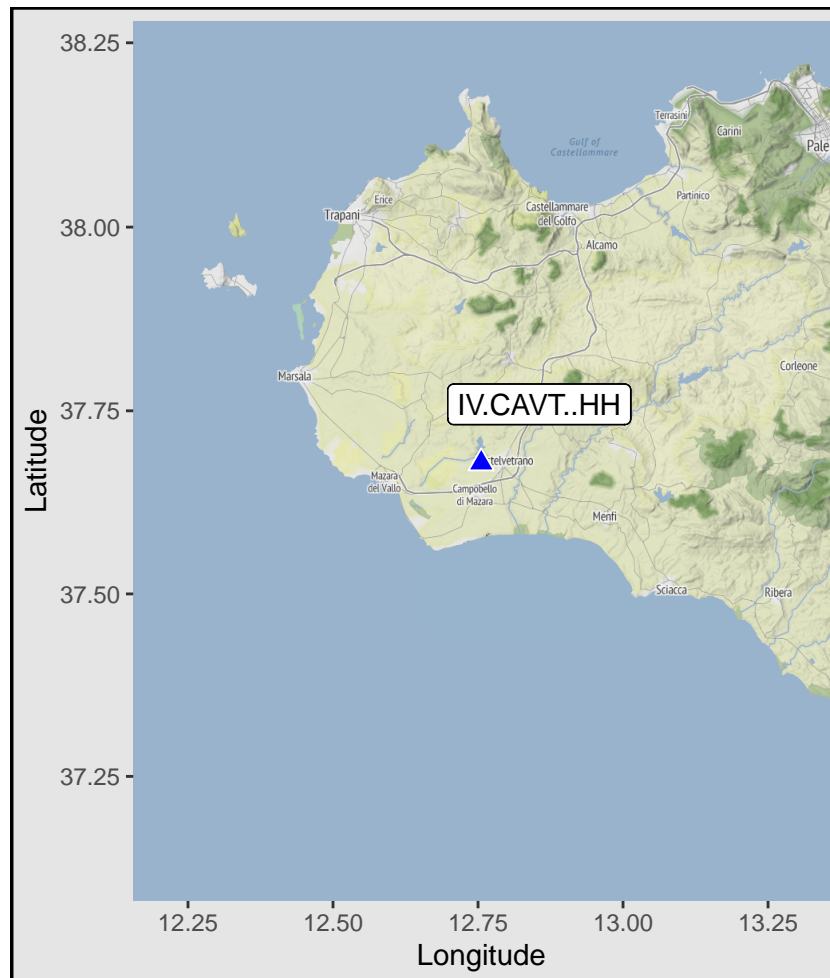 38.25
Terrasini
Carini
Gulf of
Castellammare
Erice
Partinico
Trapani
Castellammare
del Golfo
38.00
Alcamo
Corleone
Marsala
37.75
IV.CAVT..HH
Latitude
Mazara
del Vallo
Campobello
di Mazara
Menfi
37.50
Sciacca
Ribera
37.25
12.25
12.50
12.75
13.00
13.25
Longitude